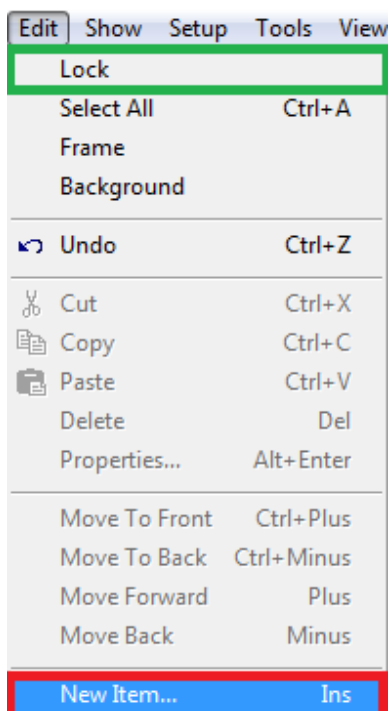 Edit Show Setup Tools View
Lock
Select All Ctrl+A
Frame
Background
Undo Ctrl+Z
Cut Ctrl+X
Copy Ctrl+C
Paste Ctrl+V
Delete Del
Properties... Alt+Enter
Move To Front Ctrl+Plus
Move To Back Ctrl+Minus
Move Forward Plus
Move Back Minus
New Item... Ins